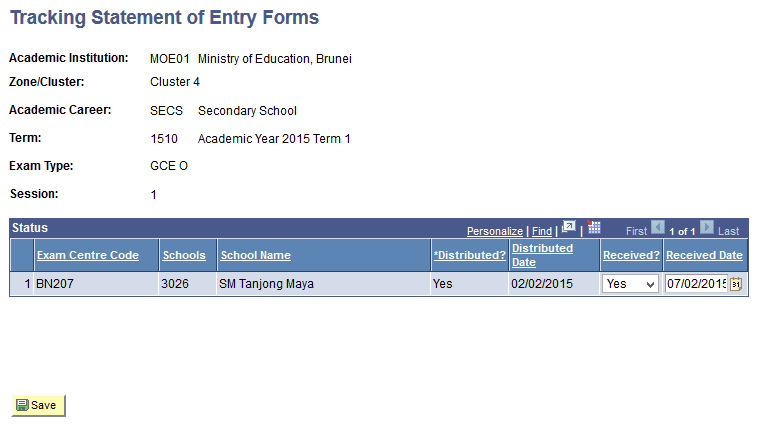 Tracking Statement of Entry Forms
Academic Institution: MOE01 Ministry of Education, Brunei
Zone/Cluster: Cluster 4
Academic Career: SECS Secondary School
Term: 1510 Academic Year 2015 Term 1
Exam Type: GCE O
Session: 1
Status Personalize | Find | | First 1 of 1 Last
Exam Centre Code Schools School Name *Distributed? Distributed Date Received? Received Date
1 BN207 3026 SM Tanjong Maya Yes 02/02/2015 Yes 07/02/2015 31
Save